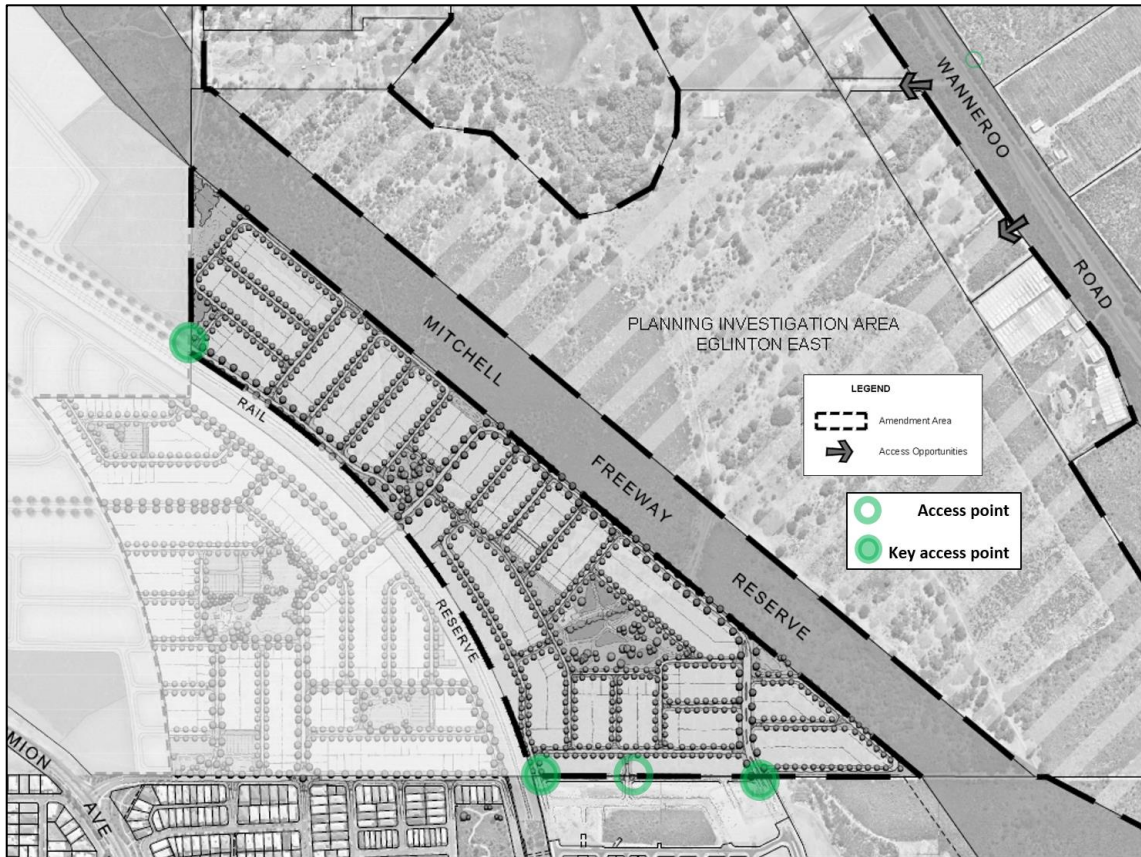 WANNEROO
ROAD
PLANNING INVESTIGATION AREA
EGLINTON EAST
MITCHELL
FREEWAY
RESERVE
RAIL
RESERVE
LEGEND
Amendment Area
Access Opportunities
Access point
Key access point
MION
AVE